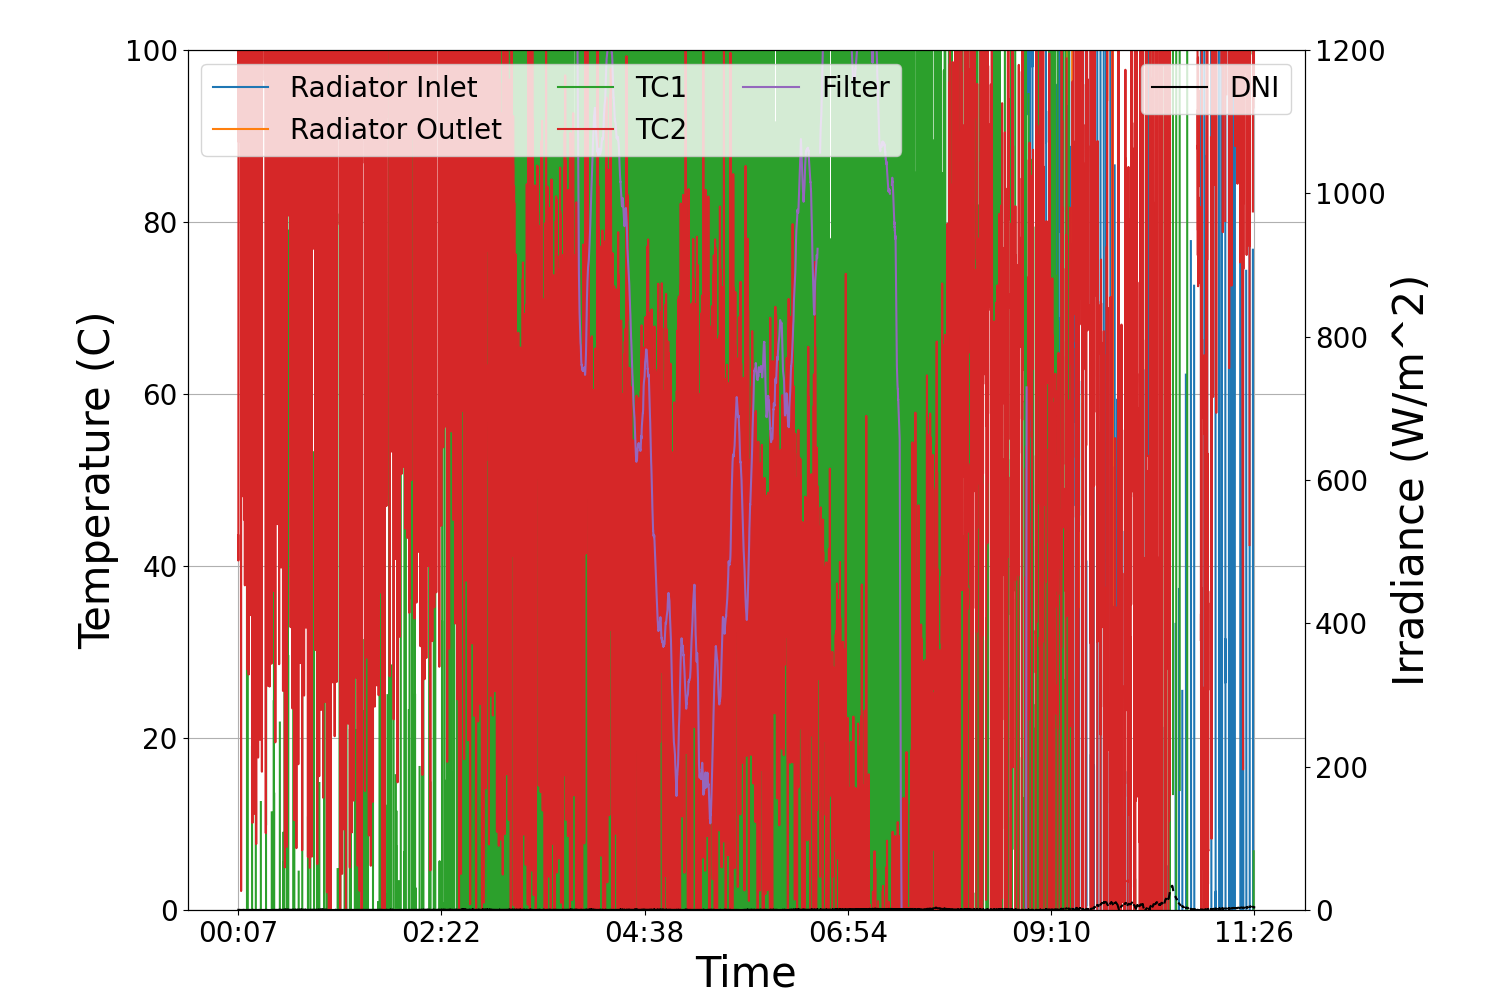 100
80
60
40
20
0
Temperature (C)
Radiator Inlet
Radiator Outlet
TC1
TC2
Filter
DNI
1200
1000
800
600
400
200
0
Irradiance (W/m^2)
00:07
02:22
04:38
06:54
09:10
11:26
Time